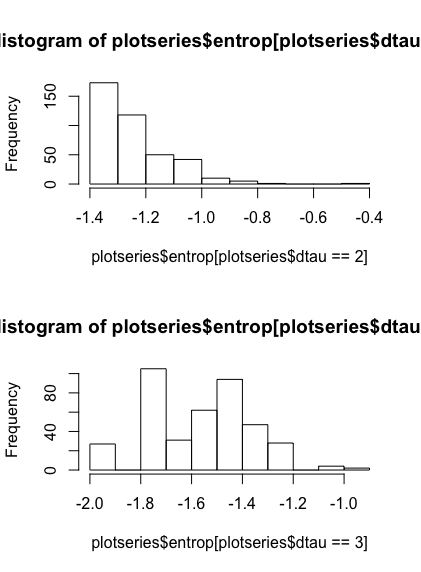 listogram of plotseries$entrop[plotseries$dtau
Frequency
150
50
0
-1.4 -1.2 -1.0 -0.8 -0.6 -0.4
plotseries$entrop[plotseries$dtau == 2]
listogram of plotseries$entrop[plotseries$dtau
Frequency
80
40
0
-2.0 -1.8 -1.6 -1.4 -1.2 -1.0
plotseries$entrop[plotseries$dtau == 3]